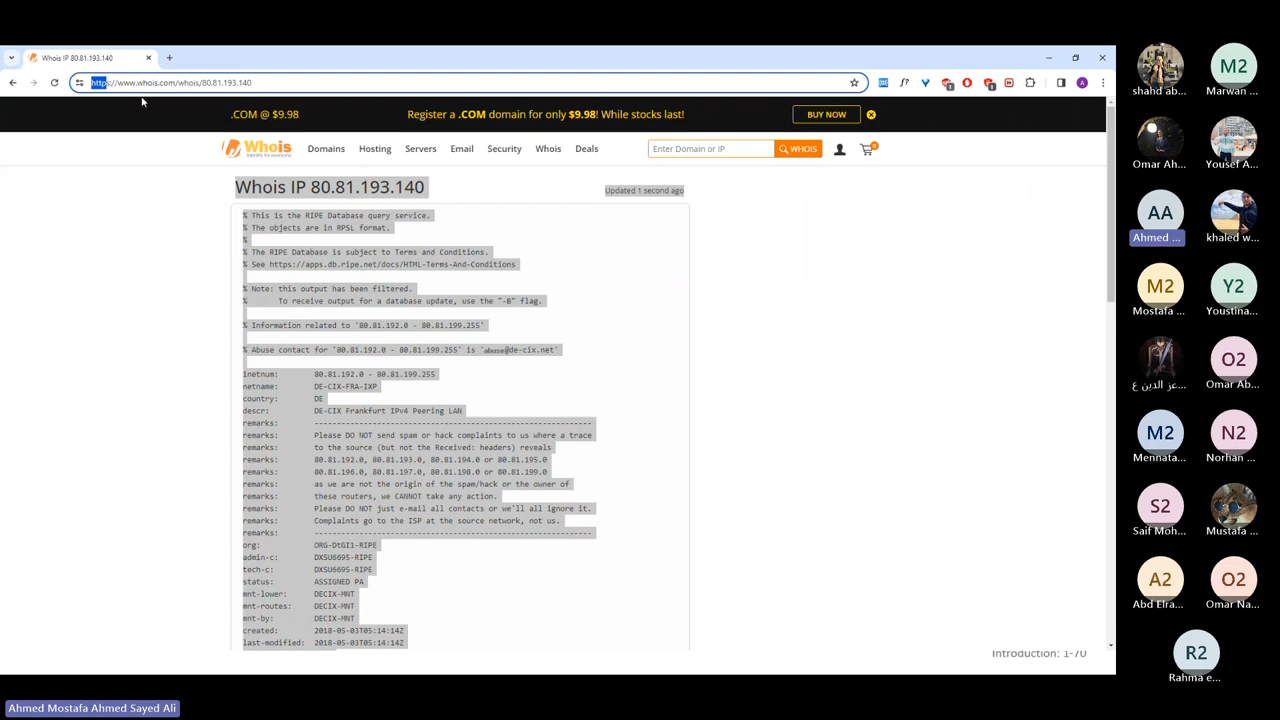 Whois IP 80.81.193.140
https://www.whois.com/whois/80.81.193.140
A
.COM @ $9.98
Register a .COM domain for only $9.98! While stocks last!
BUY NOW
Whois
Identity for everyone
Domains
Hosting
Servers
Email
Security
Whois
Deals
Enter Domain or IP
WHOIS
0
Whois IP 80.81.193.140
Updated 1 second ago
% This is the RIPE Database query service.
% The objects are in RPSL format.
%
% The RIPE Database is subject to Terms and Conditions.
% See https://apps.db.ripe.net/docs/HTML-Terms-And-Conditions
% Note: this output has been filtered.
% To receive output for a database update, use the "-B" flag.
% Information related to '80.81.192.0 - 80.81.199.255'
% Abuse contact for '80.81.192.0 - 80.81.199.255' is 'abuse@de-cix.net'
inetnum: 80.81.192.0 - 80.81.199.255
netname: DE-CIX-FRA-IXP
country: DE
descr: DE-CIX Frankfurt IPv4 Peering LAN
remarks: ---------------------------------------------------------
remarks: Please DO NOT send spam or hack complaints to us where a trace
remarks: to the source (but not the Received: headers) reveals
remarks: 80.81.192.0, 80.81.193.0, 80.81.194.0 or 80.81.195.0
remarks: 80.81.196.0, 80.81.197.0, 80.81.198.0 or 80.81.199.0
remarks: as we are not the origin of the spam/hack or the owner of
remarks: these routers, we CANNOT take any action.
remarks: Please DO NOT just e-mail all contacts or we'll all ignore it.
remarks: Complaints go to the ISP at the source network, not us.
remarks: ---------------------------------------------------------
org: ORG-DtGI1-RIPE
admin-c: DXSU6695-RIPE
tech-c: DXSU6695-RIPE
status: ASSIGNED PA
mnt-lower: DECIX-MNT
mnt-routes: DECIX-MNT
mnt-by: DECIX-MNT
created: 2018-05-03T05:14:14Z
last-modified: 2018-05-03T05:14:14Z
Introduction: 1-70
Ahmed Mostafa Ahmed Sayed Ali
shahd ab...
M2
Marwan ...
Omar Ah...
Yousef A...
AA
Ahmed ...
khaled w...
M2
Mostafa ...
Y2
Youstina...
عز الدين ع...
O2
Omar Ab...
M2
Mennata...
N2
Norhan ...
S2
Saif Moh...
Mustafa ...
A2
Abd Elra...
O2
Omar Na...
R2
Rahma e...